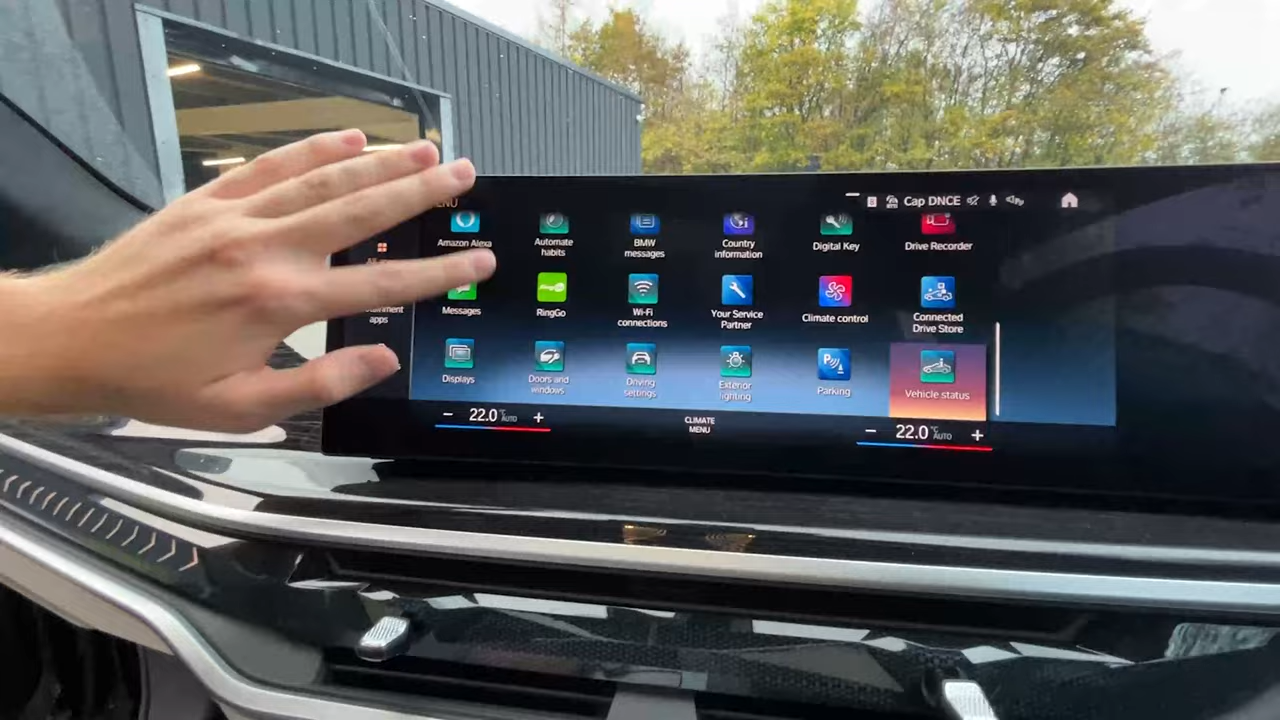 Cap DNCE
Amazon Alexa
Automate
habits
BMW
messages
Country
information
Digital Key
Drive Recorder
Messages
RingGo
Wi-Fi
connections
Your Service
Partner
Climate control
Connected
Drive Store
apps
Displays
Doors and
windows
Driving
settings
Exterior
lighting
P
Parking
Vehicle status
− 22.0 °C AUTO +
CLIMATE
MENU
− 22.0 °C AUTO +